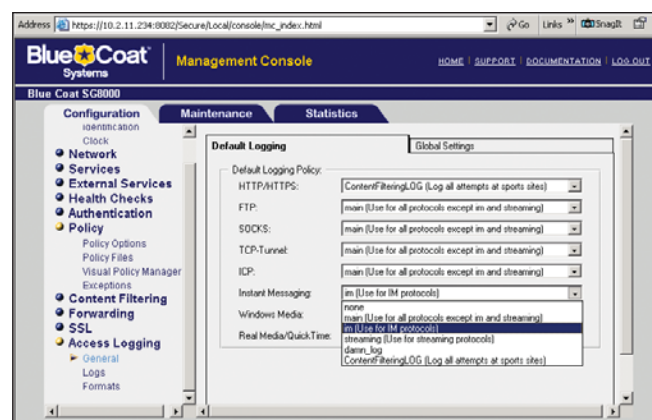 Address https://10.2.11.234:8082/Secure/Local/console/mc_index.html Go Links » SnagIt
Blue Coat Systems
Management Console
HOME | SUPPORT | DOCUMENTATION | LOG OUT
Blue Coat SG8000
Configuration Maintenance Statistics
Identification
Clock
Network
Services
External Services
Health Checks
Authentication
Policy
Policy Options
Policy Files
Visual Policy Manager
Exceptions
Content Filtering
Forwarding
SSL
Access Logging
General
Logs
Formats
Default Logging Global Settings
Default Logging Policy:
HTTP/HTTPS: ContentFilteringLOG (Log all attempts at sports sites)
FTP: main (Use for all protocols except im and streaming)
SOCKS: main (Use for all protocols except im and streaming)
TCP-Tunnel: main (Use for all protocols except im and streaming)
ICP: main (Use for all protocols except im and streaming)
Instant Messaging: im (Use for IM protocols)
Windows Media:
Real Media/QuickTime:
none
main (Use for all protocols except im and streaming)
im (Use for IM protocols)
streaming (Use for streaming protocols)
damn_log
ContentFilteringLOG (Log all attempts at sports sites)